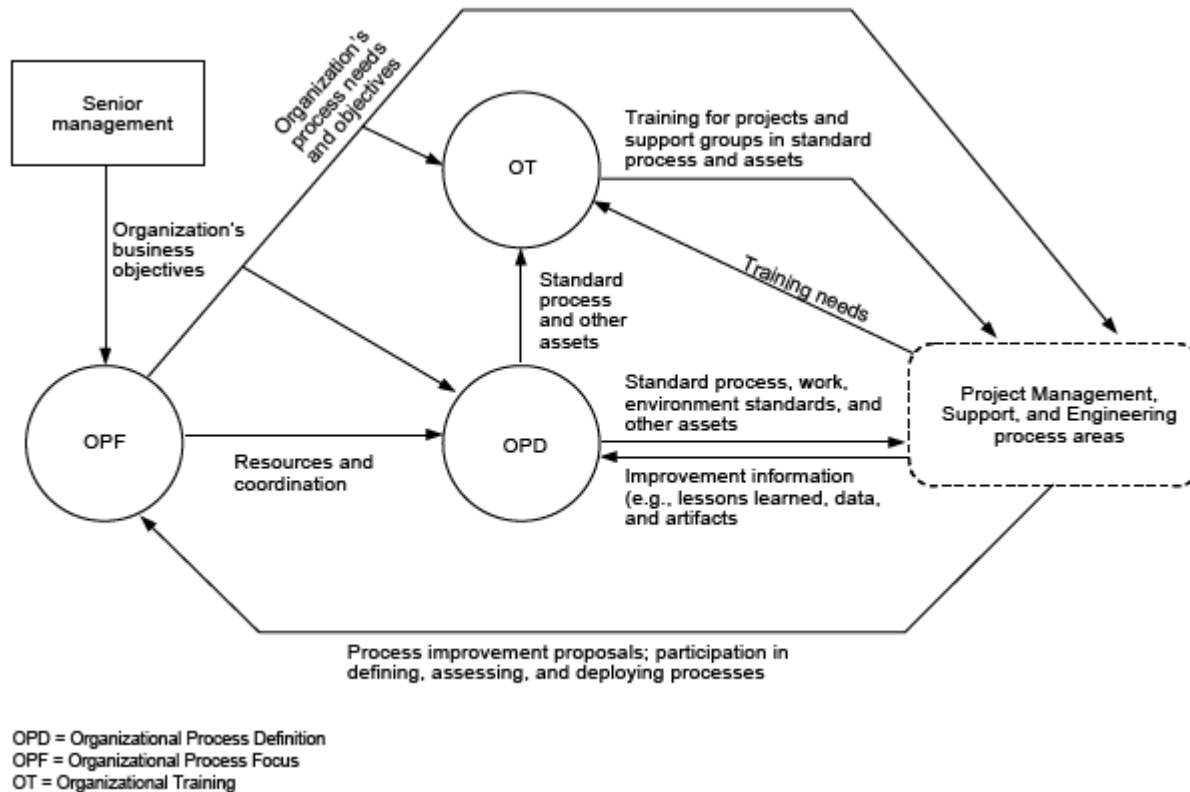 Organization's
process needs
and objectives
Senior
management
Training for projects and
support groups in standard
process and assets
OT
Organization's
business
objectives
Training needs
Standard
process
and other
assets
Standard process, work,
environment standards, and
other assets
Project Management,
Support, and Engineering
process areas
OPF
OPD
Resources and
coordination
Improvement information
(e.g., lessons learned, data,
and artifacts
Process improvement proposals; participation in
defining, assessing, and deploying processes
OPD = Organizational Process Definition
OPF = Organizational Process Focus
OT = Organizational Training